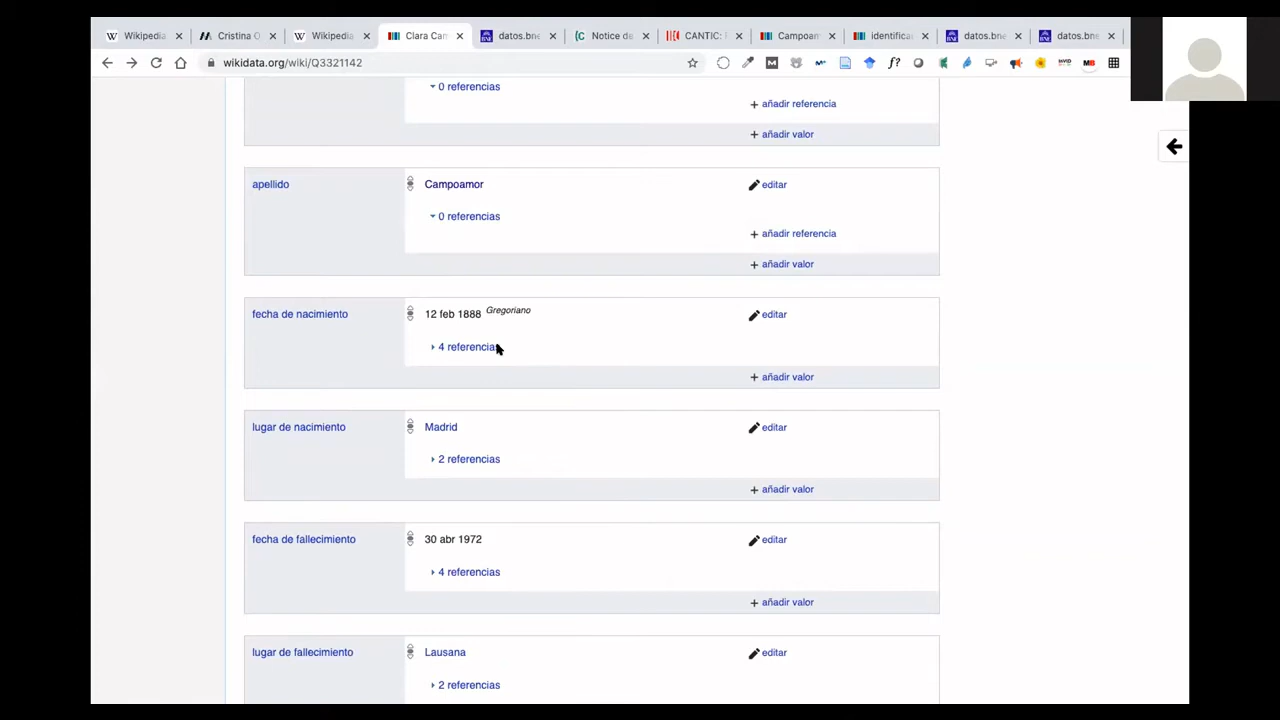 Wikipedia
Cristina O
Wikipedia
Clara Cam
datos.bne
Notice de
CANTIC:
Campoam
identifica
datos.bne
datos.bne
wikidata.org/wiki/Q3321142
0 referencias
+ añadir referencia
+ añadir valor
apellido
Campoamor
editar
0 referencias
+ añadir referencia
+ añadir valor
fecha de nacimiento
12 feb 1888 Gregoriano
editar
4 referencias
+ añadir valor
lugar de nacimiento
Madrid
editar
2 referencias
+ añadir valor
fecha de fallecimiento
30 abr 1972
editar
4 referencias
+ añadir valor
lugar de fallecimiento
Lausana
editar
2 referencias